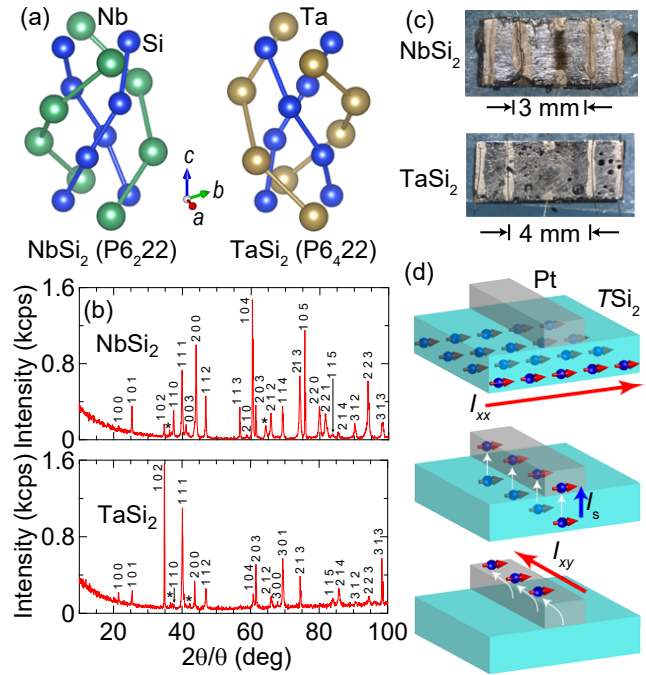 (a)
Nb
Si
Ta
c
b
a
NbSi₂ (P6₂22)
TaSi₂ (P6₄22)
(c)
NbSi₂
3 mm
TaSi₂
4 mm
(b)
NbSi₂
Intensity (kcps)
1.6
0.8
0
100
101
102
*
110
111
003
200
112
113
210
104
203
*
212
114
213
105
220
221
115
214
312
223
313
TaSi₂
Intensity (kcps)
1.6
0.8
0
100
101
102
*
110
111
*
200
112
104
203
212
300
301
213
115
214
312
223
313
20
40
60
80
100
2θ/θ (deg)
(d)
Pt
TSi₂
Iₓₓ
Iₛ
Ixy